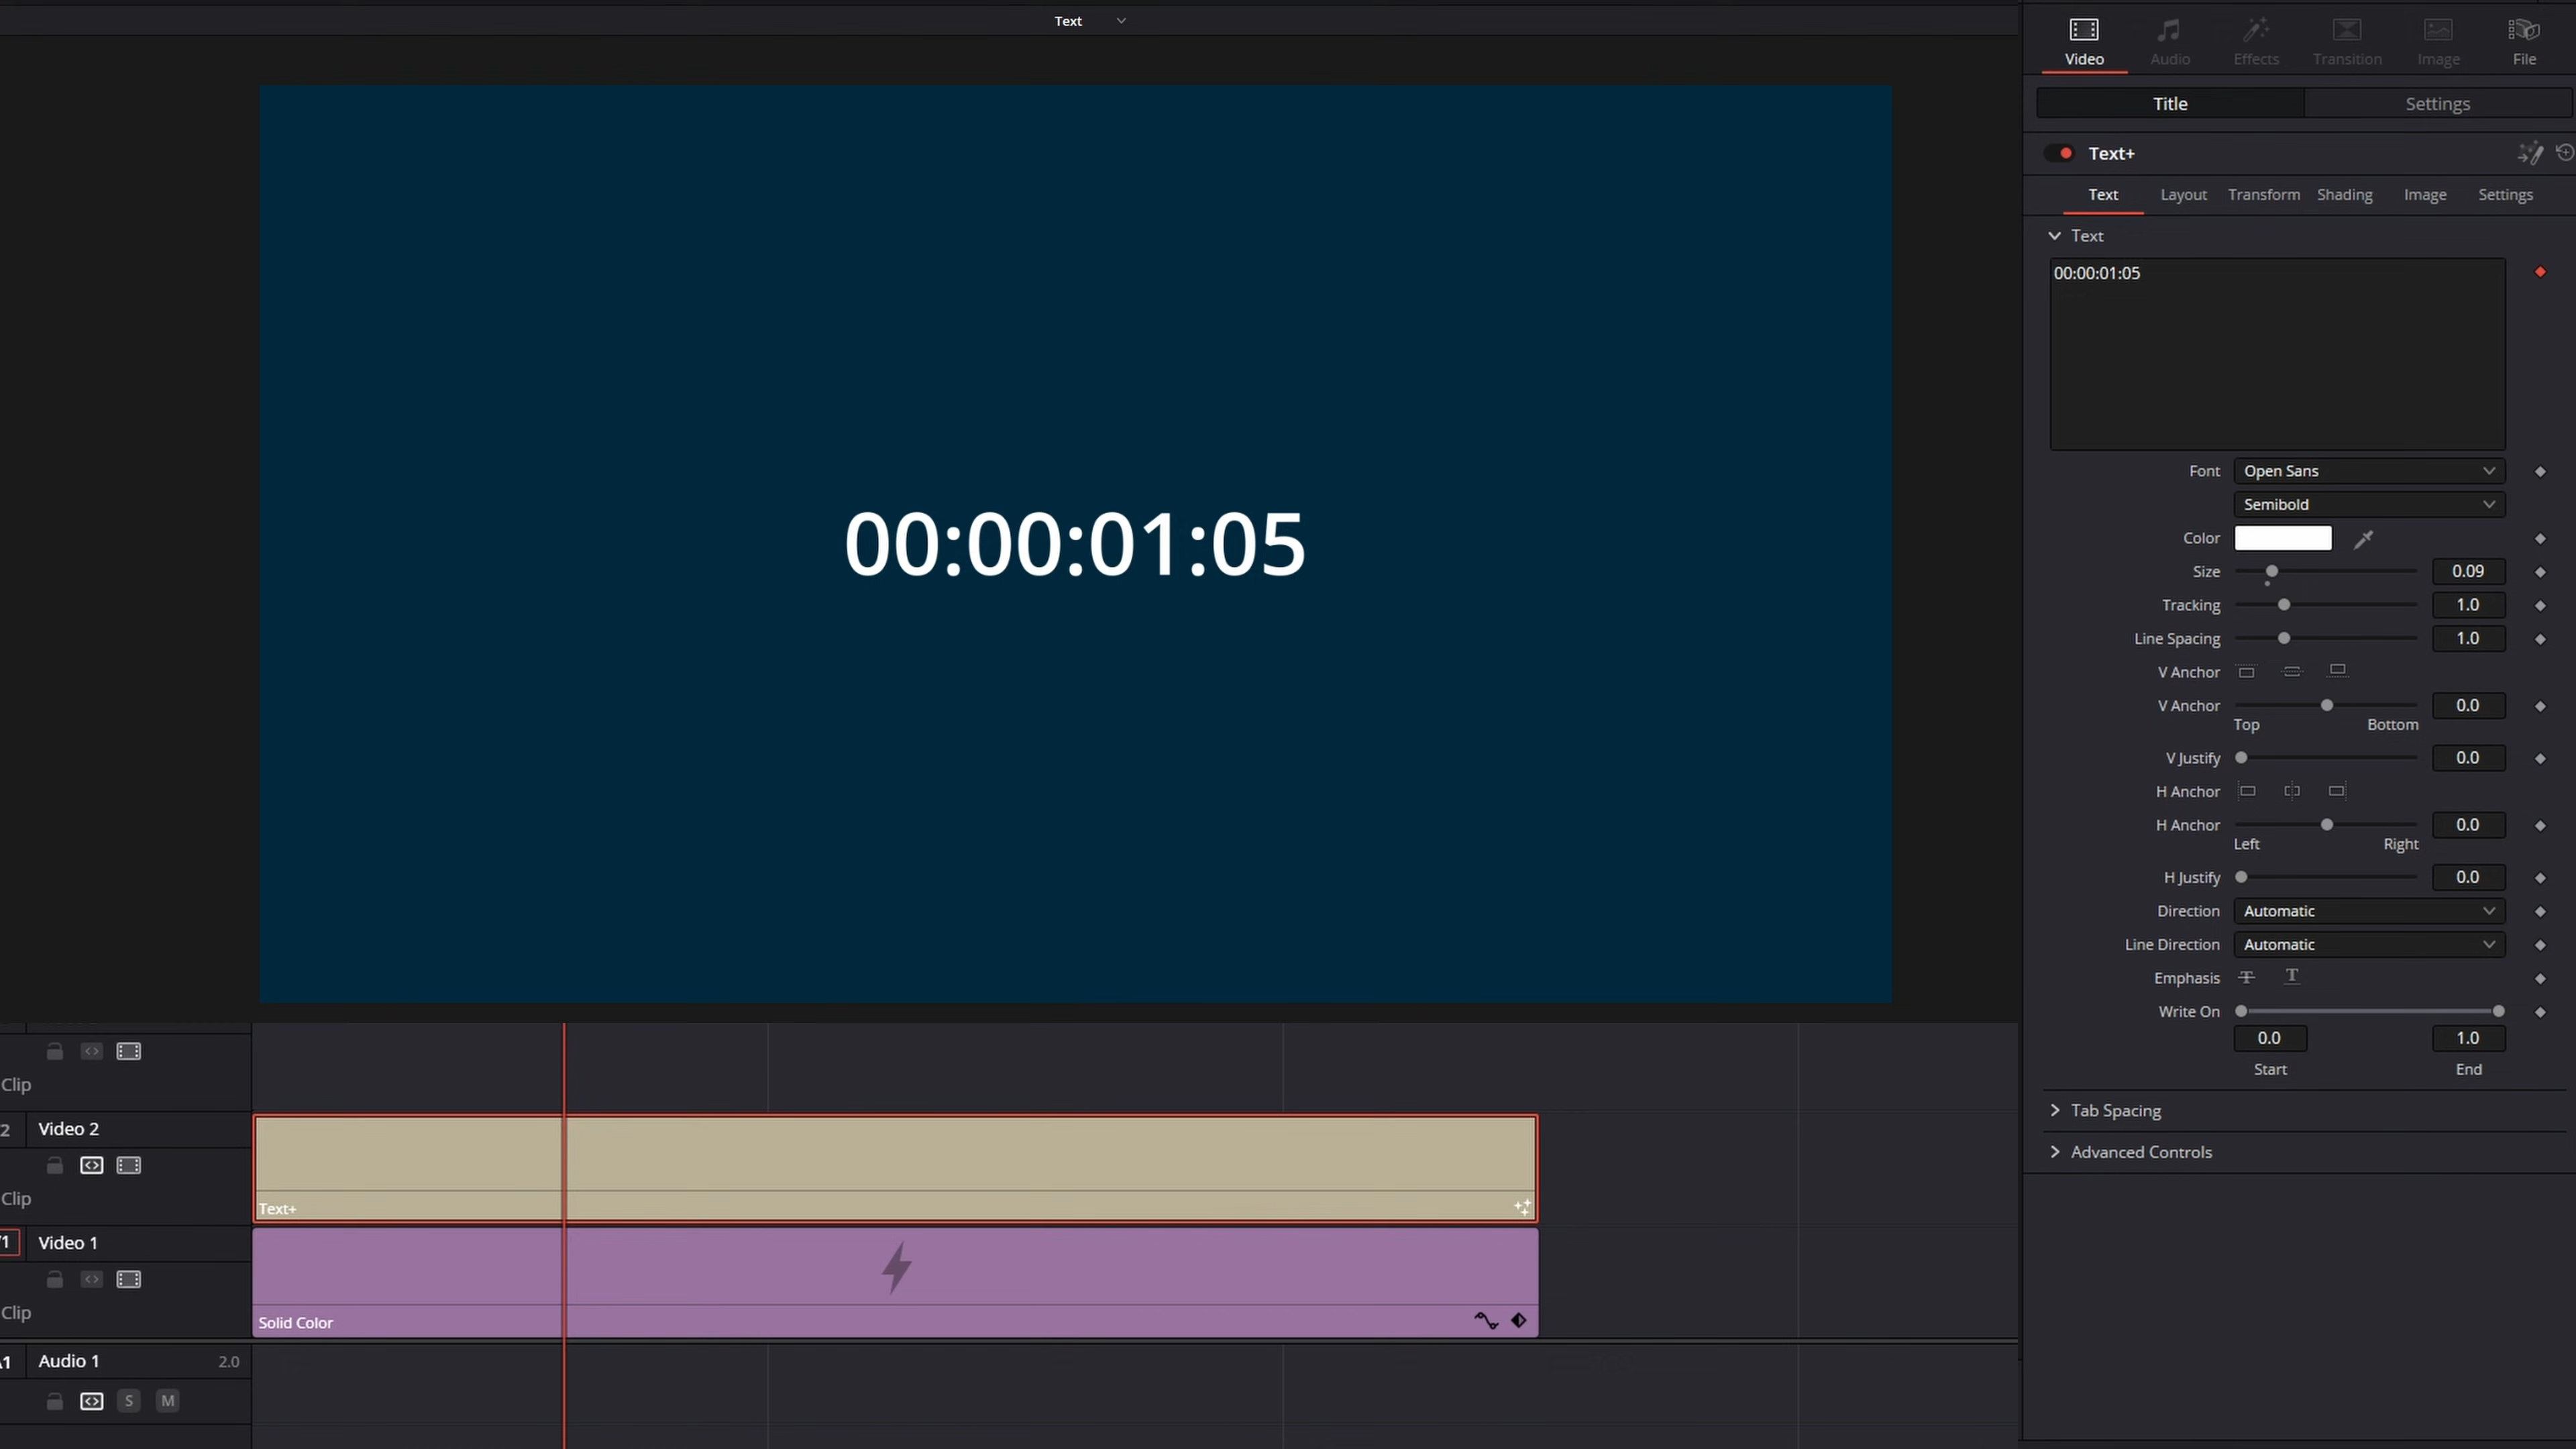 Text
Video Audio Effects Transition Image File
Title Settings
Text+
Text Layout Transform Shading Image Settings
Text
00:00:01:05
00:00:01:05
Font Open Sans
Semibold
Color
Size 0.09
Tracking 1.0
Line Spacing 1.0
V Anchor
V Anchor 0.0
Top Bottom
V Justify 0.0
H Anchor
H Anchor 0.0
Left Right
H Justify 0.0
Direction Automatic
Line Direction Automatic
Emphasis T T
Write On
0.0 1.0
Start End
Tab Spacing
Advanced Controls
Clip
2 Video 2
Clip
Text+
1 Video 1
Clip
Solid Color
1 Audio 1 2.0
S M